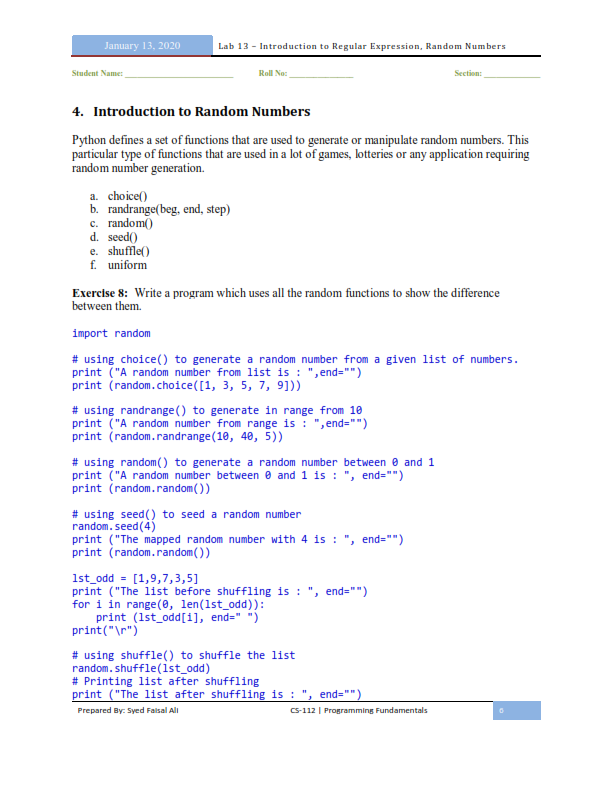 January 13, 2020 Lab 13 – Introduction to Regular Expression, Random Numbers
Student Name: __________________________ Roll No: _______________ Section: _____________
4. Introduction to Random Numbers
Python defines a set of functions that are used to generate or manipulate random numbers. This
particular type of functions that are used in a lot of games, lotteries or any application requiring
random number generation.
a. choice()
b. randrange(beg, end, step)
c. random()
d. seed()
e. shuffle()
f. uniform
Exercise 8: Write a program which uses all the random functions to show the difference
between them.
import random
# using choice() to generate a random number from a given list of numbers.
print ("A random number from list is : ",end="")
print (random.choice([1, 3, 5, 7, 9]))
# using randrange() to generate in range from 10
print ("A random number from range is : ",end="")
print (random.randrange(10, 40, 5))
# using random() to generate a random number between 0 and 1
print ("A random number between 0 and 1 is : ", end="")
print (random.random())
# using seed() to seed a random number
random.seed(4)
print ("The mapped random number with 4 is : ", end="")
print (random.random())
lst_odd = [1,9,7,3,5]
print ("The list before shuffling is : ", end="")
for i in range(0, len(lst_odd)):
    print (lst_odd[i], end=" ")
print("\r")
# using shuffle() to shuffle the list
random.shuffle(lst_odd)
# Printing list after shuffling
print ("The list after shuffling is : ", end="")
Prepared By: Syed Faisal Ali CS-112 | Programming Fundamentals